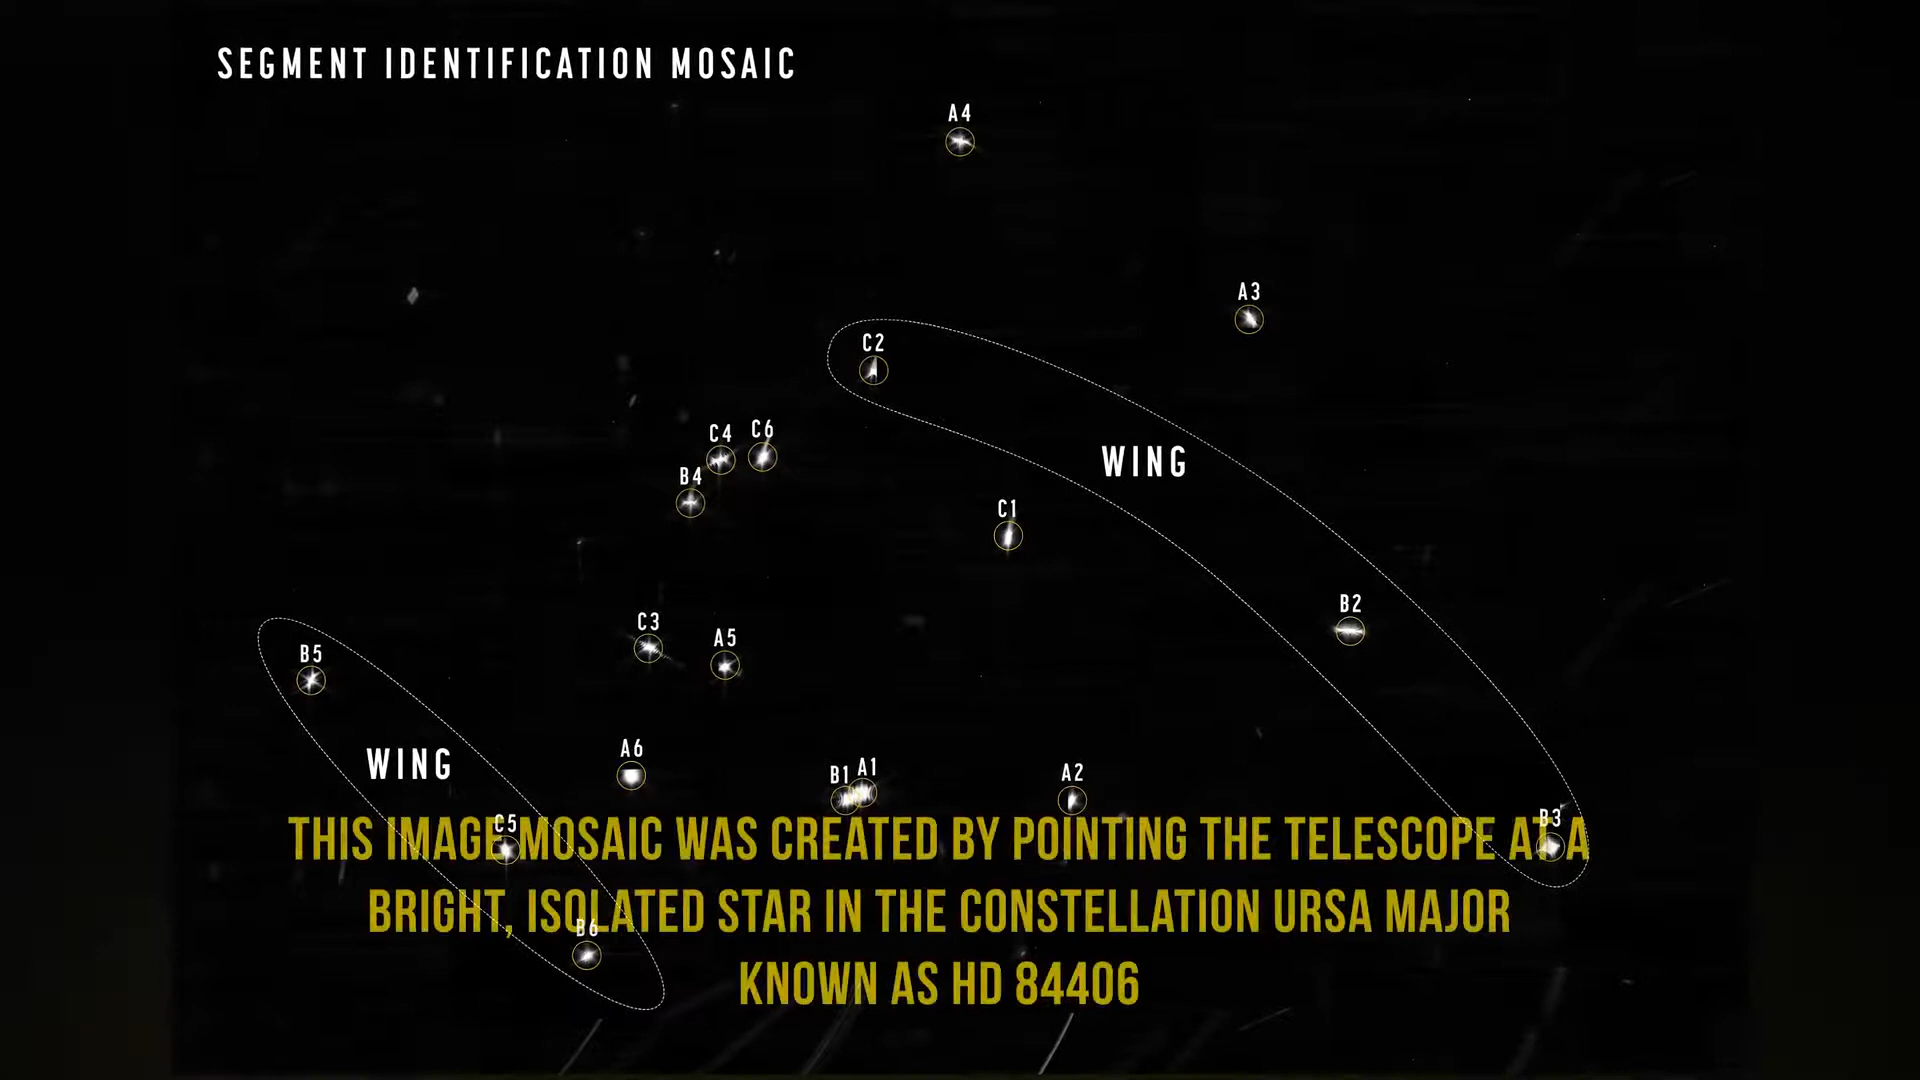 SEGMENT IDENTIFICATION MOSAIC
A4
A3
C2
C4
C6
WING
B4
C1
B2
C3
A5
B5
A6
WING
B1
A1
A2
B3
C5
THIS IMAGE MOSAIC WAS CREATED BY POINTING THE TELESCOPE AT A
BRIGHT, ISOLATED STAR IN THE CONSTELLATION URSA MAJOR
B6
KNOWN AS HD 84406